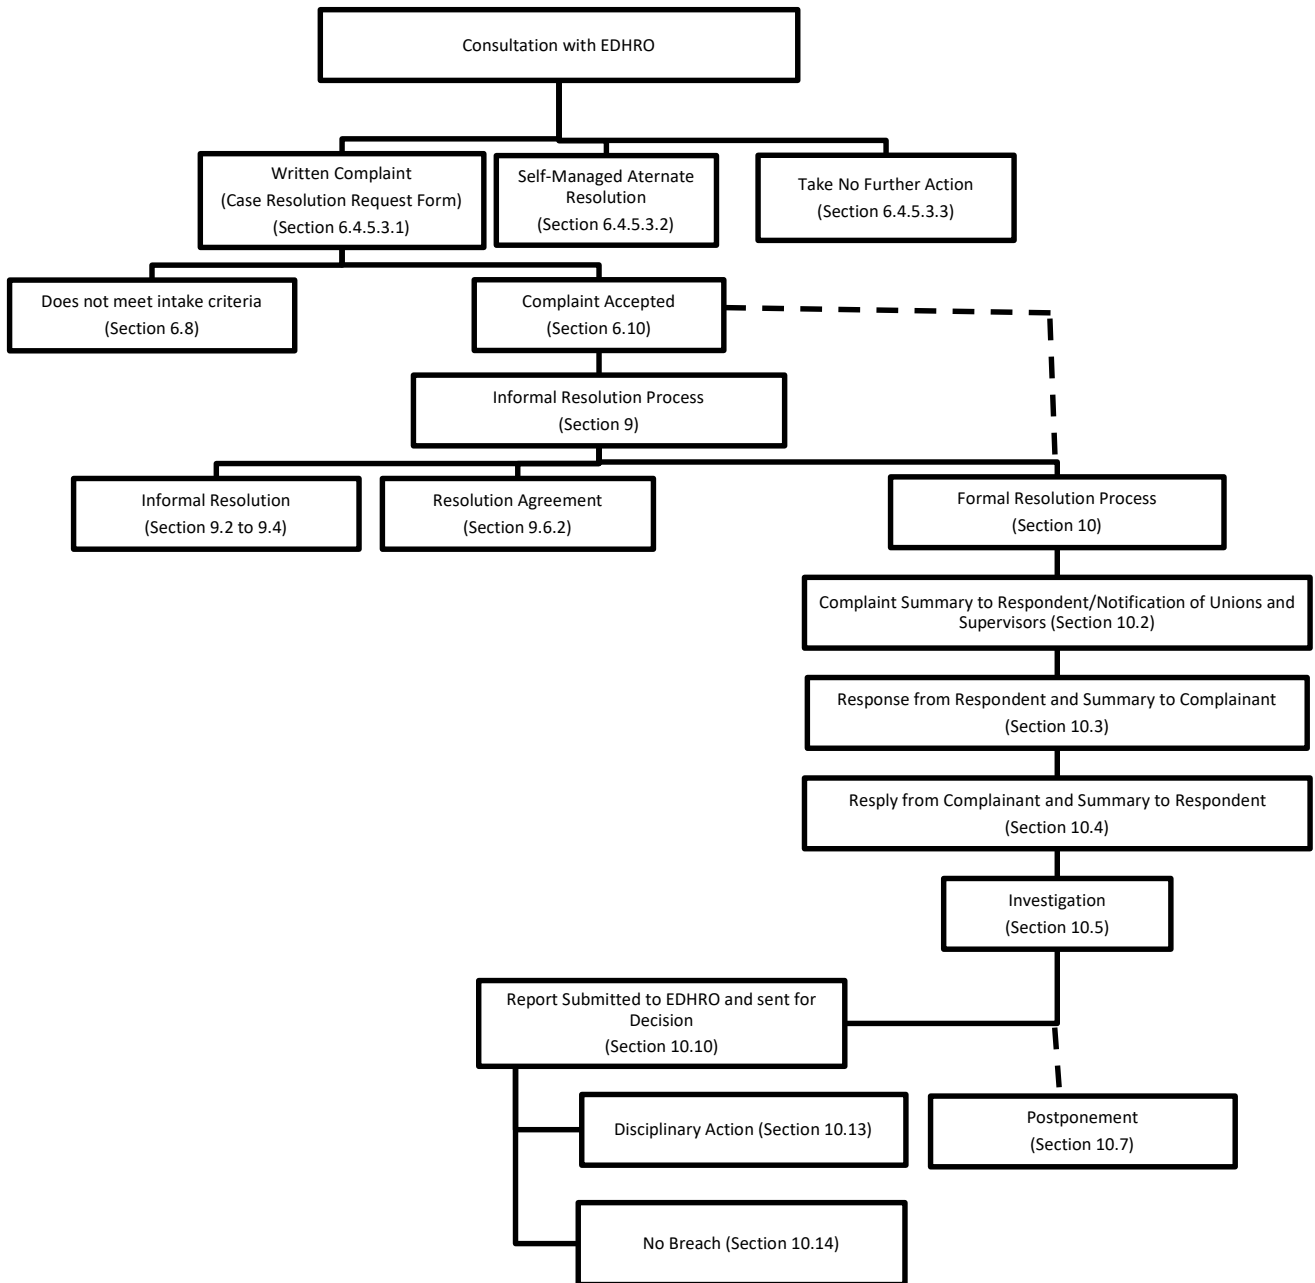 Consultation with EDHRO
Written Complaint
(Case Resolution Request Form)
(Section 6.4.5.3.1)
Self-Managed Aternate
Resolution
(Section 6.4.5.3.2)
Take No Further Action
(Section 6.4.5.3.3)
Does not meet intake criteria
(Section 6.8)
Complaint Accepted
(Section 6.10)
Informal Resolution Process
(Section 9)
Informal Resolution
(Section 9.2 to 9.4)
Resolution Agreement
(Section 9.6.2)
Formal Resolution Process
(Section 10)
Complaint Summary to Respondent/Notification of Unions and
Supervisors (Section 10.2)
Response from Respondent and Summary to Complainant
(Section 10.3)
Resply from Complainant and Summary to Respondent
(Section 10.4)
Investigation
(Section 10.5)
Report Submitted to EDHRO and sent for
Decision
(Section 10.10)
Disciplinary Action (Section 10.13)
Postponement
(Section 10.7)
No Breach (Section 10.14)